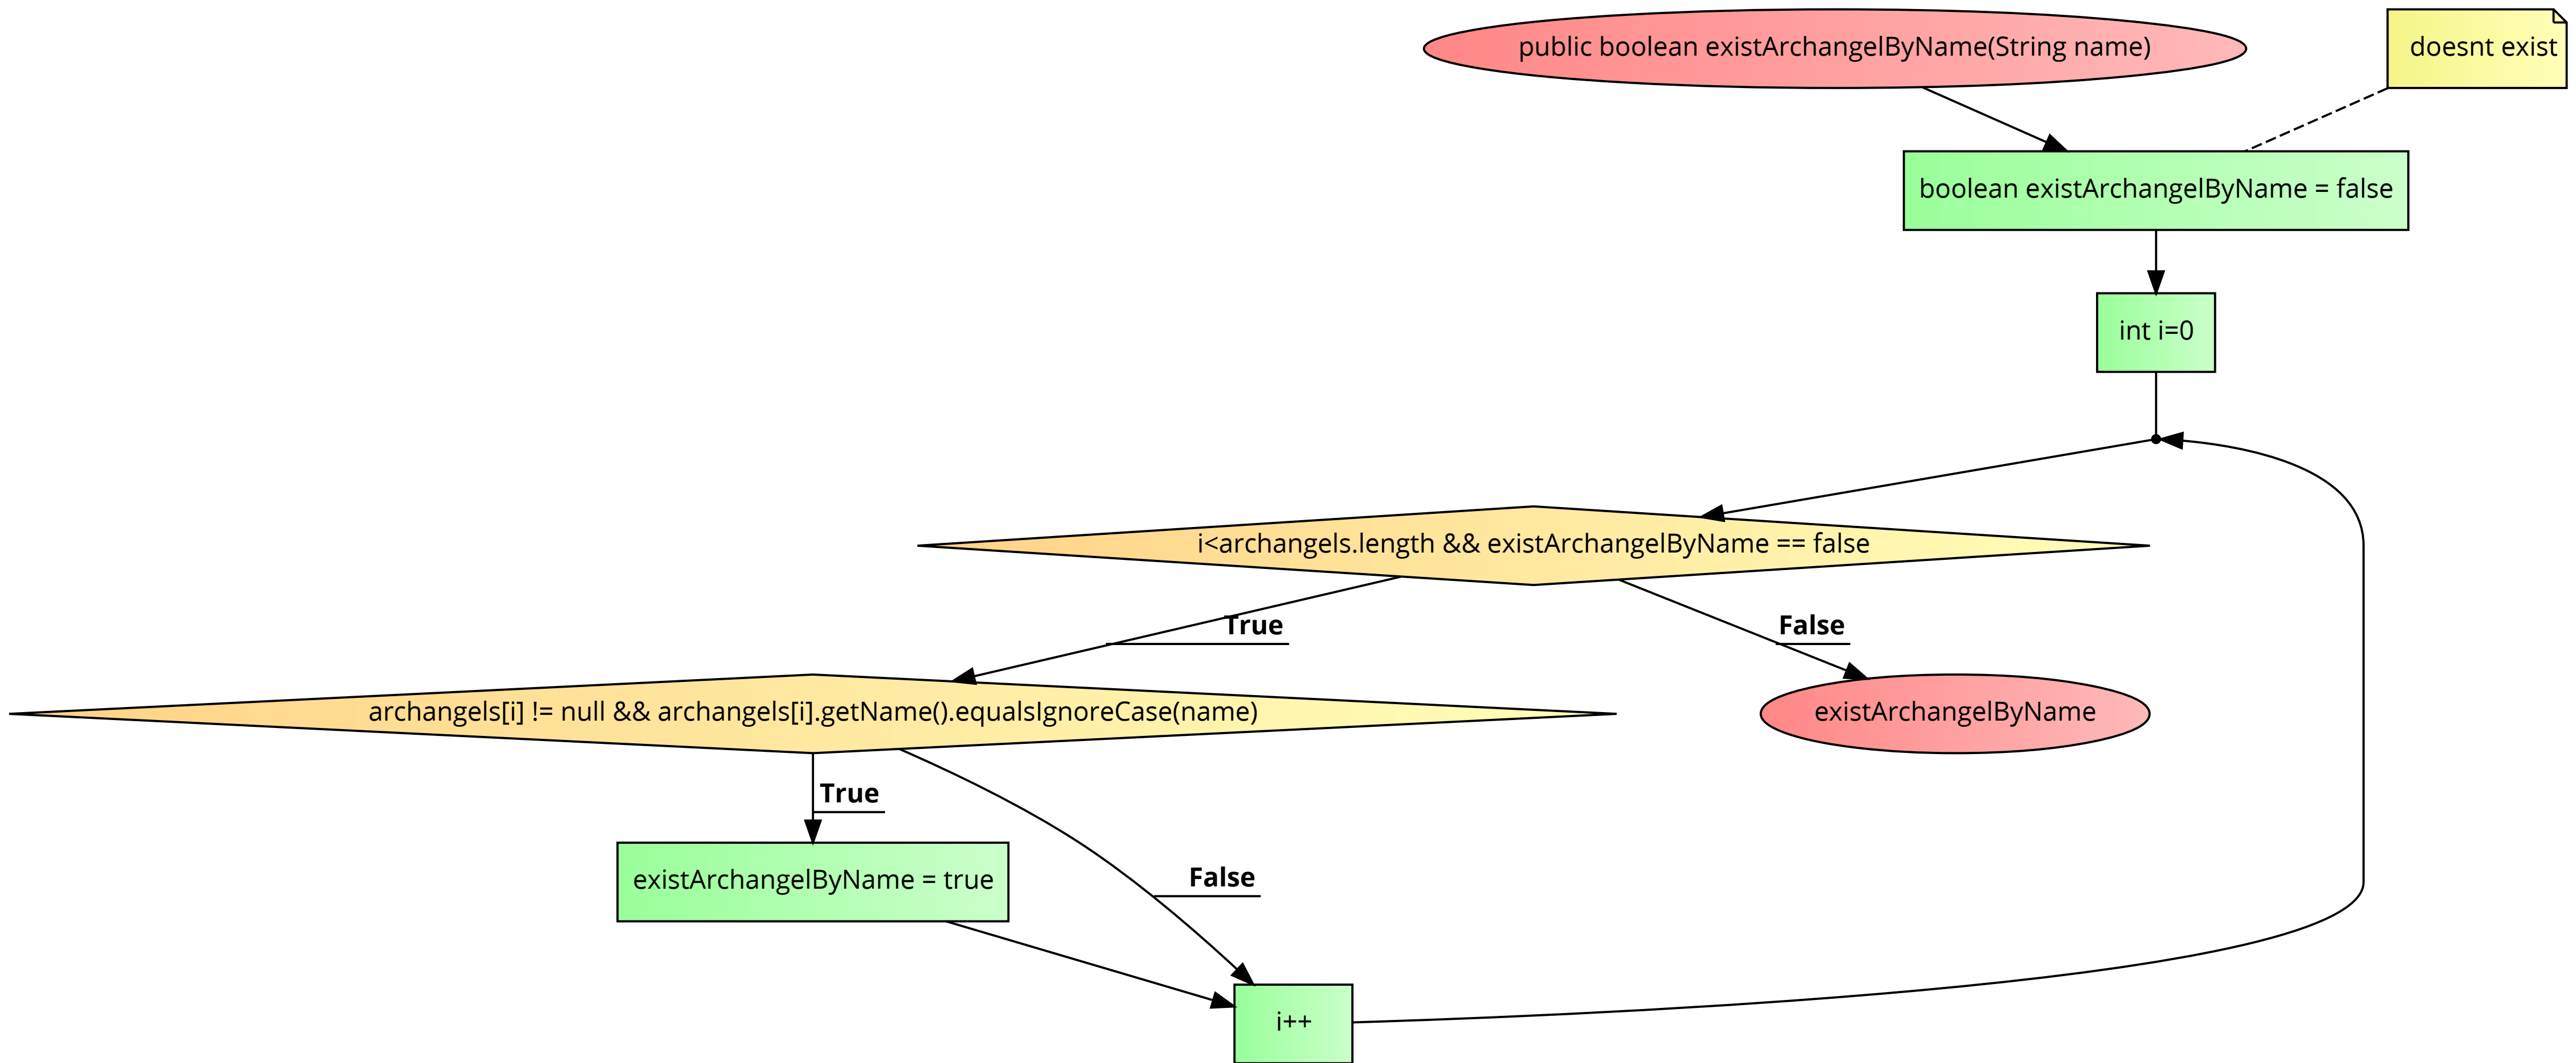 public boolean existArchangelByName(String name)
doesnt exist
boolean existArchangelByName = false
int i=0
i<archangels.length && existArchangelByName == false
True
False
archangels[i] != null && archangels[i].getName().equalsIgnoreCase(name)
existArchangelByName
True
existArchangelByName = true
False
i++